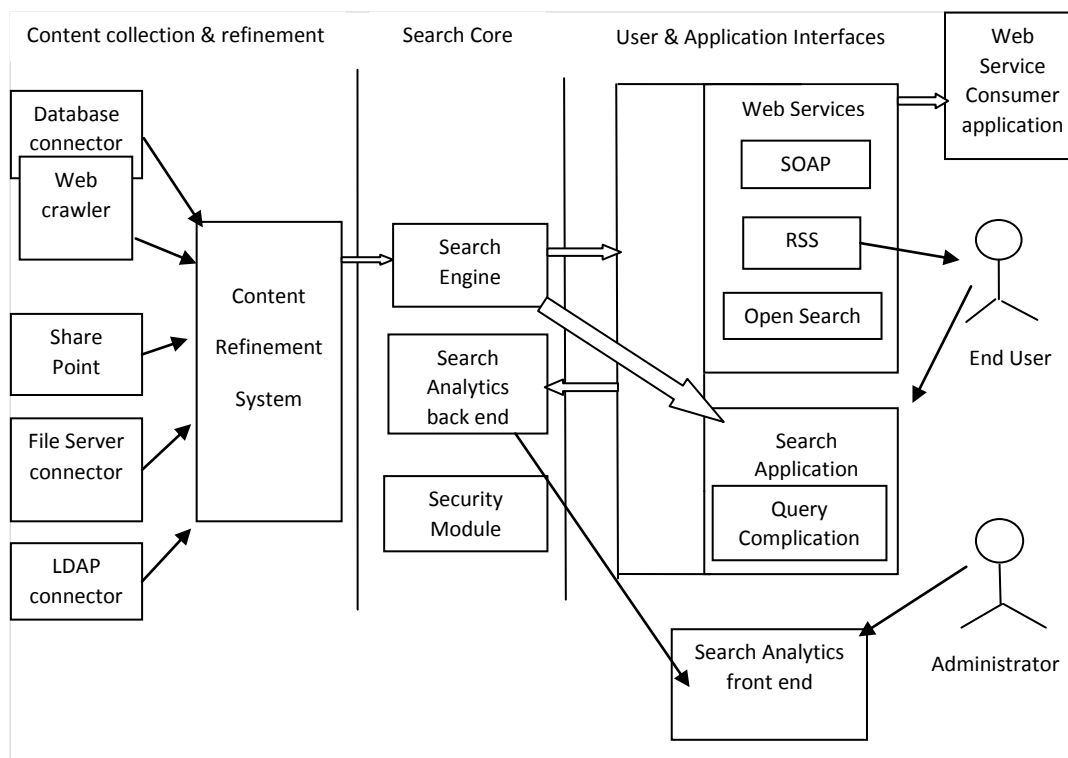 Content collection & refinement
Search Core
User & Application Interfaces
Web
Service
Consumer
application
Database
connector
Web
crawler
Share
Point
File Server
connector
LDAP
connector
Content
Refinement
System
Search
Engine
Search
Analytics
back end
Security
Module
Web Services
SOAP
RSS
Open Search
End User
Search
Application
Query
Complication
Administrator
Search Analytics
front end